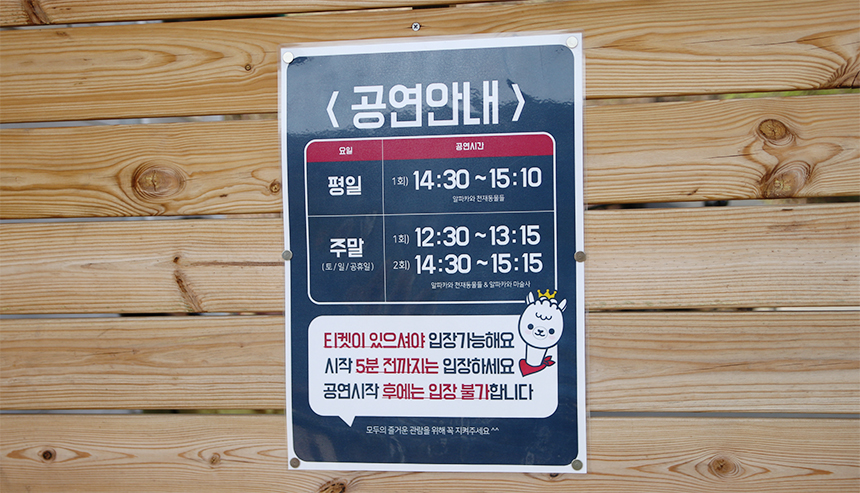 < 공연안내 >
요일 공연시간
평일 1회) 14:30 ~ 15:10
알파카와 천재동물들
주말 1회) 12:30 ~ 13:15
(토/일/공휴일) 2회) 14:30 ~ 15:15
알파카와 천재동물들 & 알파카와 마술사
티켓이 있으셔야 입장가능해요
시작 5분 전까지는 입장하세요
공연시작 후에는 입장 불가합니다
모두의 즐거운 관람을 위해 꼭 지켜주세요 ^^